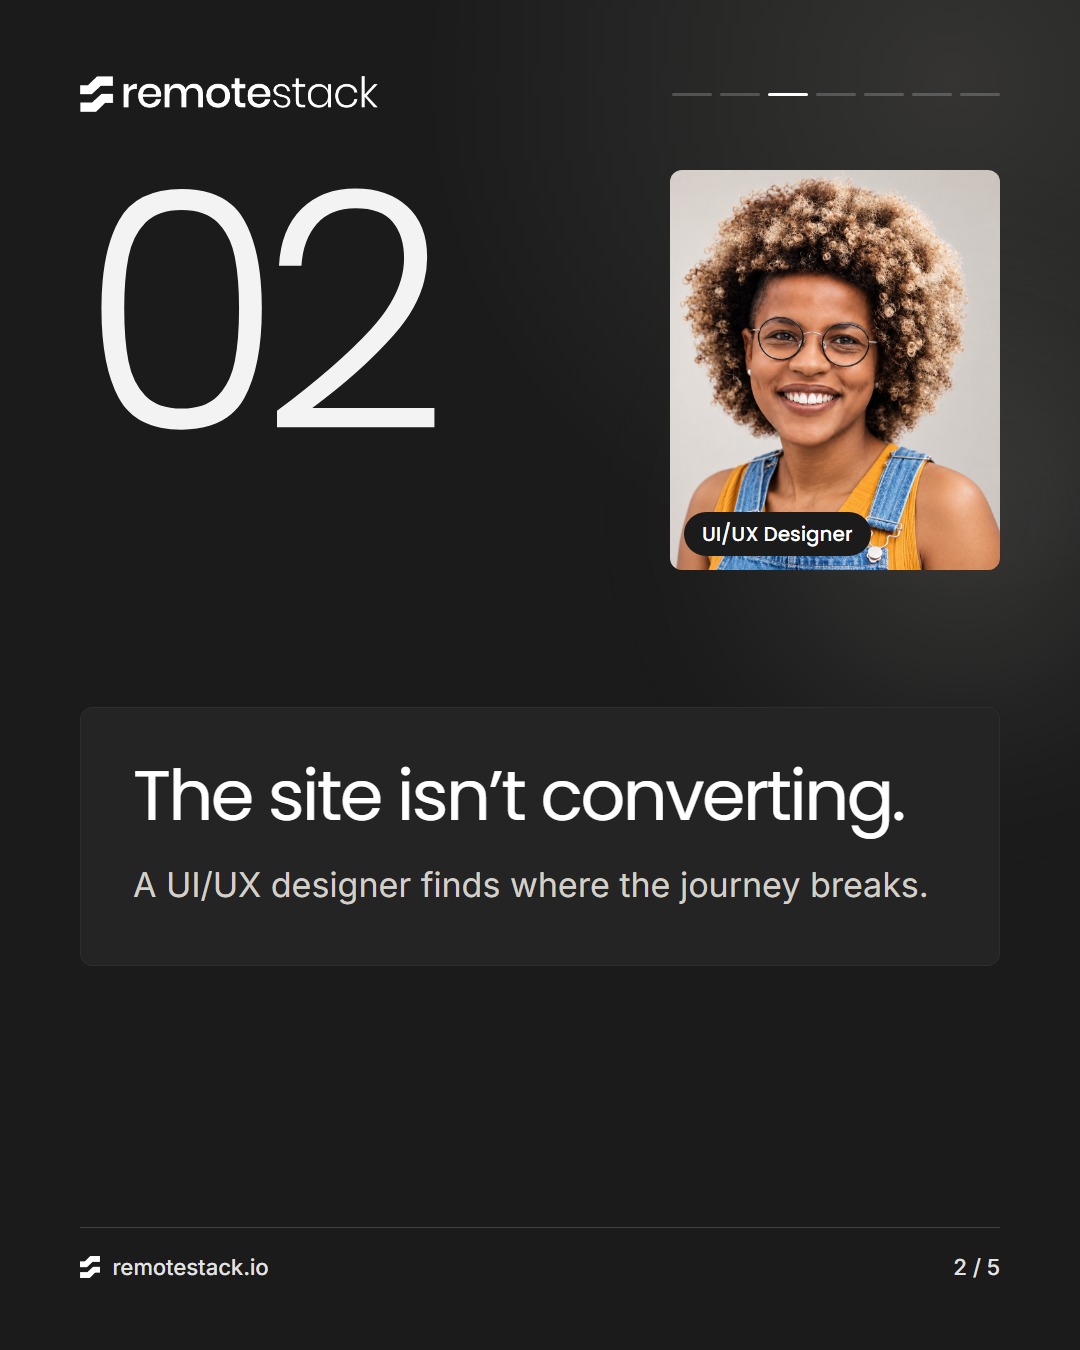 remotestack
02
UI/UX Designer
The site isn’t converting.
A UI/UX designer finds where the journey breaks.
remotestack.io
2 / 5